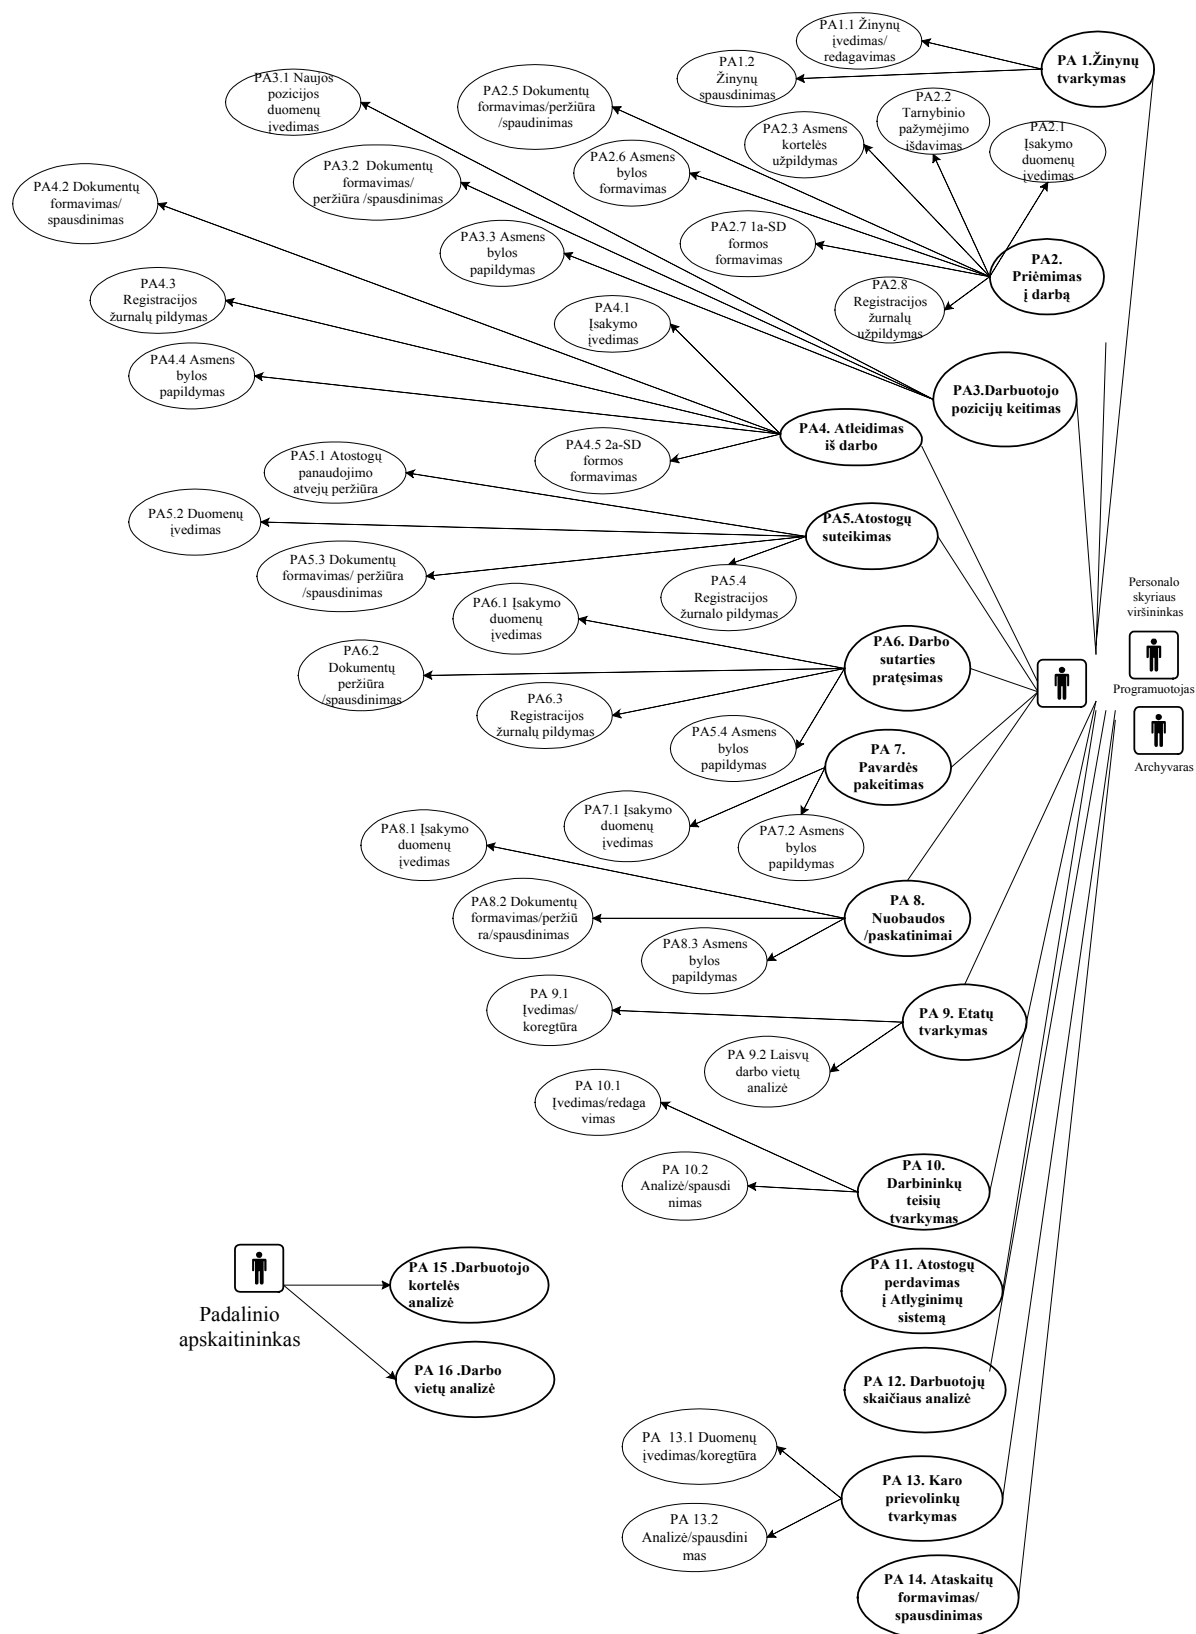 PA1.1 Žinynų
įvedimas/
redagavimas
PA 1.Žinynų
tvarkymas
PA1.2
Žinynų
spausdinimas
PA3.1 Naujos
pozicijos
duomenų
įvedimas
PA2.5 Dokumentų
formavimas/peržiūra
/spaudinimas
PA2.3 Asmens
kortelės
užpildymas
PA2.2
Tarnybinio
pažymėjimo
išdavimas
PA2.1
Įsakymo
duomenų
įvedimas
PA3.2 Dokumentų
formavimas/
peržiūra /spausdinimas
PA2.6 Asmens
bylos
formavimas
PA4.2 Dokumentų
formavimas/
spausdinimas
PA3.3 Asmens
bylos
papildymas
PA2.7 1a-SD
formos
formavimas
PA2.
Priėmimas
į darbą
PA2.8
Registracijos
žurnalų
užpildymas
PA4.3
Registracijos
žurnalų pildymas
PA4.1
Įsakymo
įvedimas
PA4.4 Asmens
bylos
papildymas
PA3.Darbuotojo
pozicijų keitimas
PA4. Atleidimas
iš darbo
PA4.5 2a-SD
formos
formavimas
PA5.1 Atostogų
panaudojimo
atvejų peržiūra
PA5.2 Duomenų
įvedimas
PA5.Atostogų
suteikimas
PA5.3 Dokumentų
formavimas/ peržiūra
/spausdinimas
PA5.4
Registracijos
žurnalo pildymas
Personalo
skyriaus
viršininkas
PA6.1 Įsakymo
duomenų
įvedimas
PA6. Darbo
sutarties
pratęsimas
PA6.2
Dokumentų
peržiūra
/spausdinimas
Programuotojas
PA6.3
Registracijos
žurnalų pildymas
PA5.4 Asmens
bylos
papildymas
PA 7.
Pavardės
pakeitimas
Archyvaras
PA7.1 Įsakymo
duomenų
įvedimas
PA7.2 Asmens
bylos
papildymas
PA8.1 Įsakymo
duomenų
įvedimas
PA8.2 Dokumentų
formavimas/peržiū
ra/spausdinimas
PA 8.
Nuobaudos
/paskatinimai
PA8.3 Asmens
bylos
papildymas
PA 9.1
Įvedimas/
koregtūra
PA 9. Etatų
tvarkymas
PA 9.2 Laisvų
darbo vietų
analizė
PA 10.1
Įvedimas/redaga
vimas
PA 10.2
Analizė/spausdi
nimas
PA 10.
Darbininkų
teisių
tvarkymas
PA 15 .Darbuotojo
kortelės
analizė
PA 11. Atostogų
perdavimas
į Atlyginimų
sistemą
Padalinio
apskaitininkas
PA 16 .Darbo
vietų analizė
PA 12. Darbuotojų
skaičiaus analizė
PA 13.1 Duomenų
įvedimas/koregtūra
PA 13. Karo
prievolinkų
tvarkymas
PA 13.2
Analizė/spausdini
mas
PA 14. Ataskaitų
formavimas/
spausdinimas